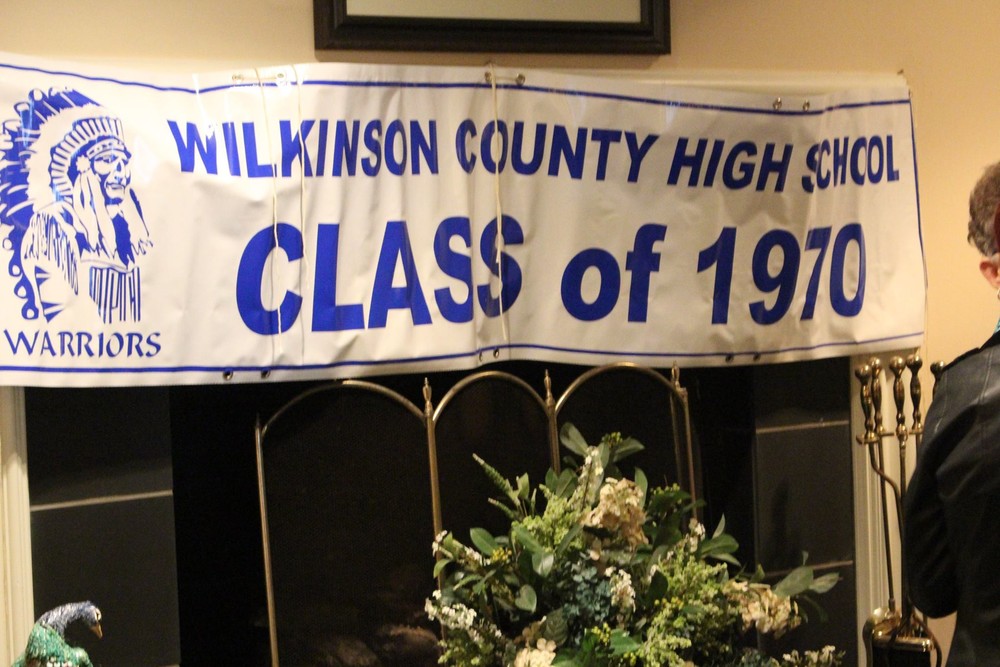 WILKINSON COUNTY HIGH SCHOOL
CLASS of 1970
WARRIORS